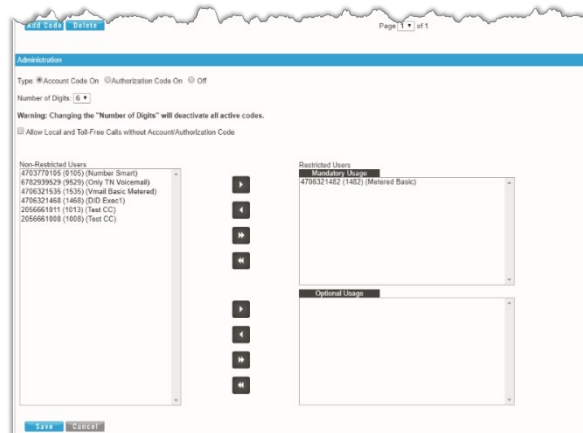 Add Code Delete Page 1 of 1
Administration
Type: Account Code On Authorization Code On Off
Number of Digits: 6
Warning: Changing the "Number of Digits" will deactivate all active codes.
Allow Local and Toll-Free Calls without Account/Authorization Code
Non-Restricted Users
4703770105 (0105) (Number Smart)
6782939529 (9529) (Only TN Voicemail)
4706321535 (1535) (Vmail Basic Metered)
4706321468 (1468) (DID Exec1)
2056661011 (1013) (Test CC)
2056661008 (1008) (Test CC)
Restricted Users
Mandatory Usage
4706321482 (1482) (Metered Basic)
Optional Usage
Save Cancel